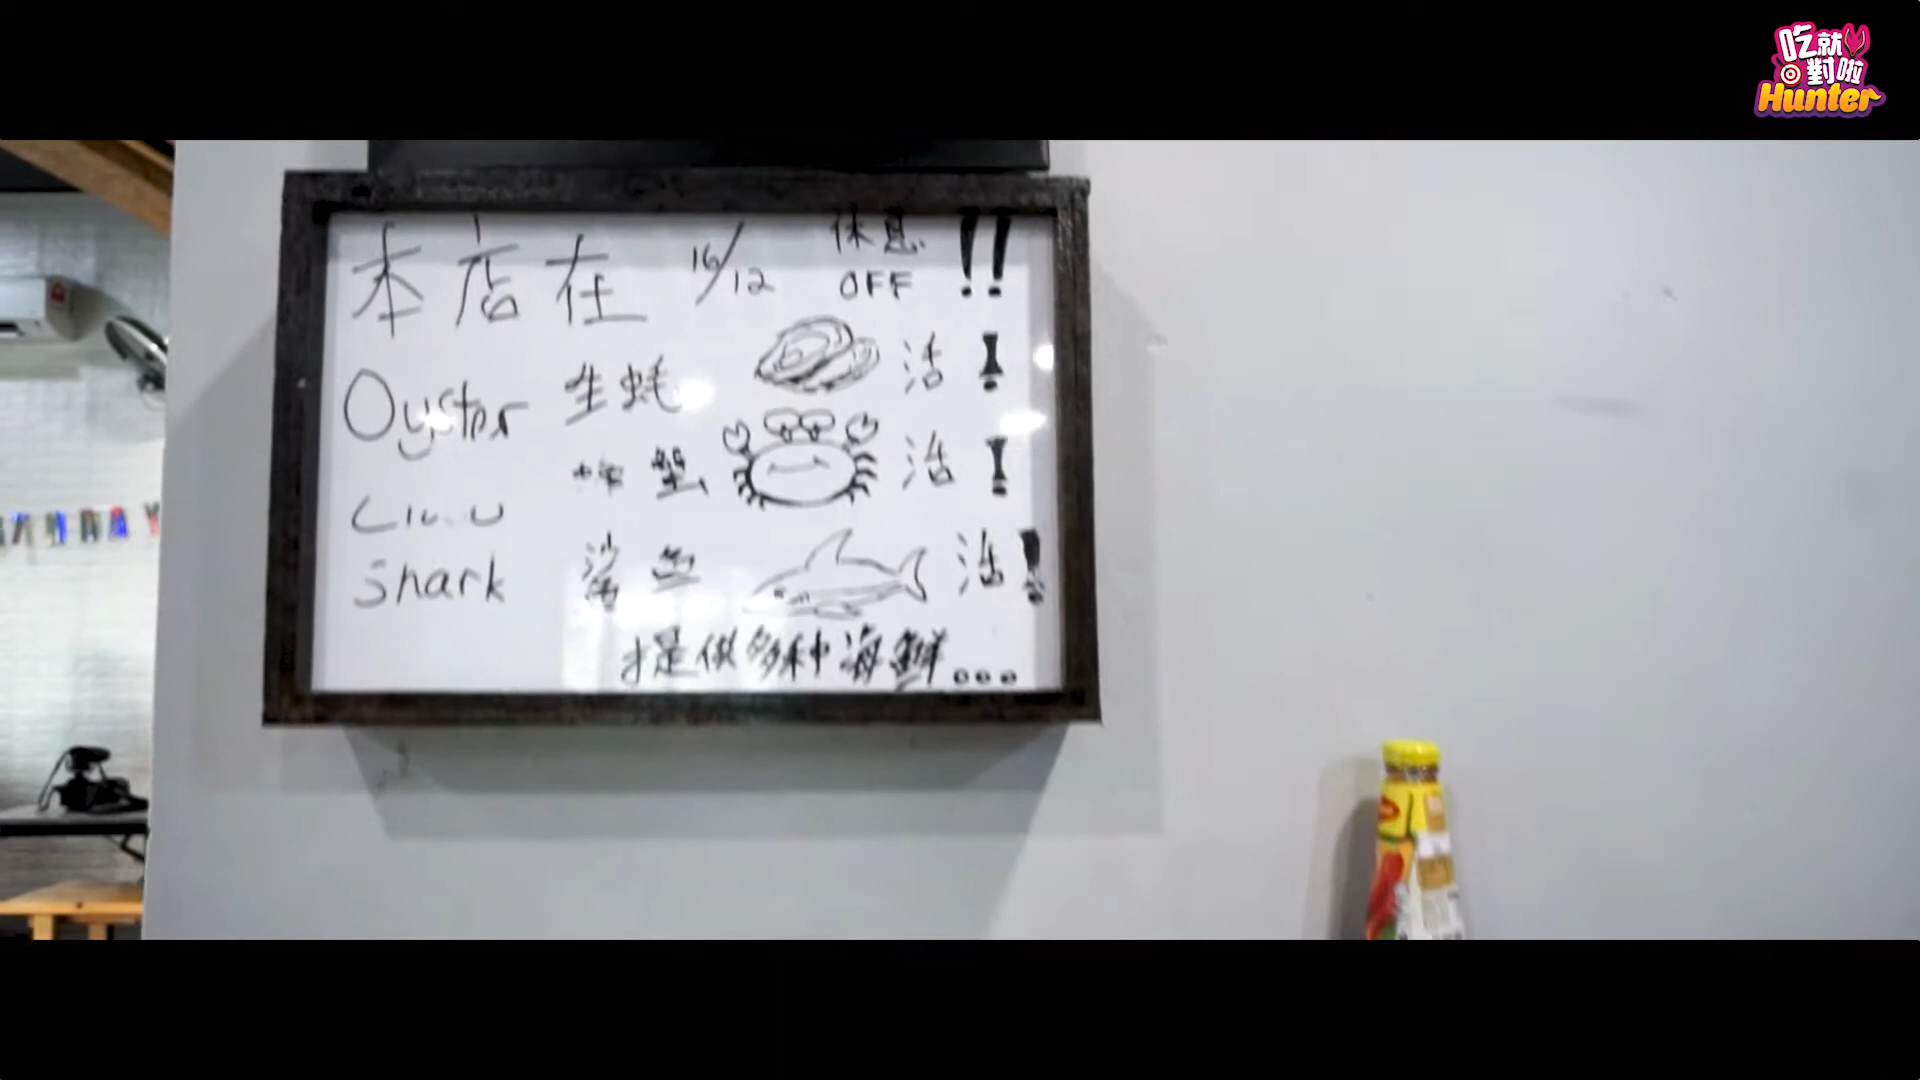 吃就對啦
Hunter
本店在 16/12 休息 OFF !!
Oyster 生蚝 活!
蟹 活!
shark 鲨鱼 活!
提供多种海鲜...